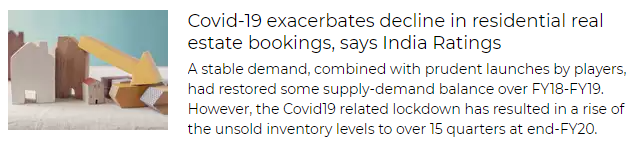 Covid-19 exacerbates decline in residential real
estate bookings, says India Ratings
A stable demand, combined with prudent launches by players,
had restored some supply-demand balance over FY18-FY19.
However, the Covid19 related lockdown has resulted in a rise of
the unsold inventory levels to over 15 quarters at end-FY20.